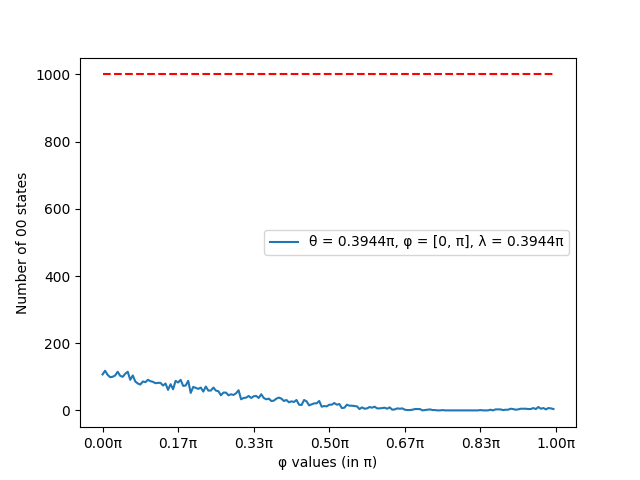 1000
800
600
400
200
0
Number of 00 states
θ = 0.3944π, φ = [0, π], λ = 0.3944π
0.00π 0.17π 0.33π 0.50π 0.67π 0.83π 1.00π
φ values (in π)